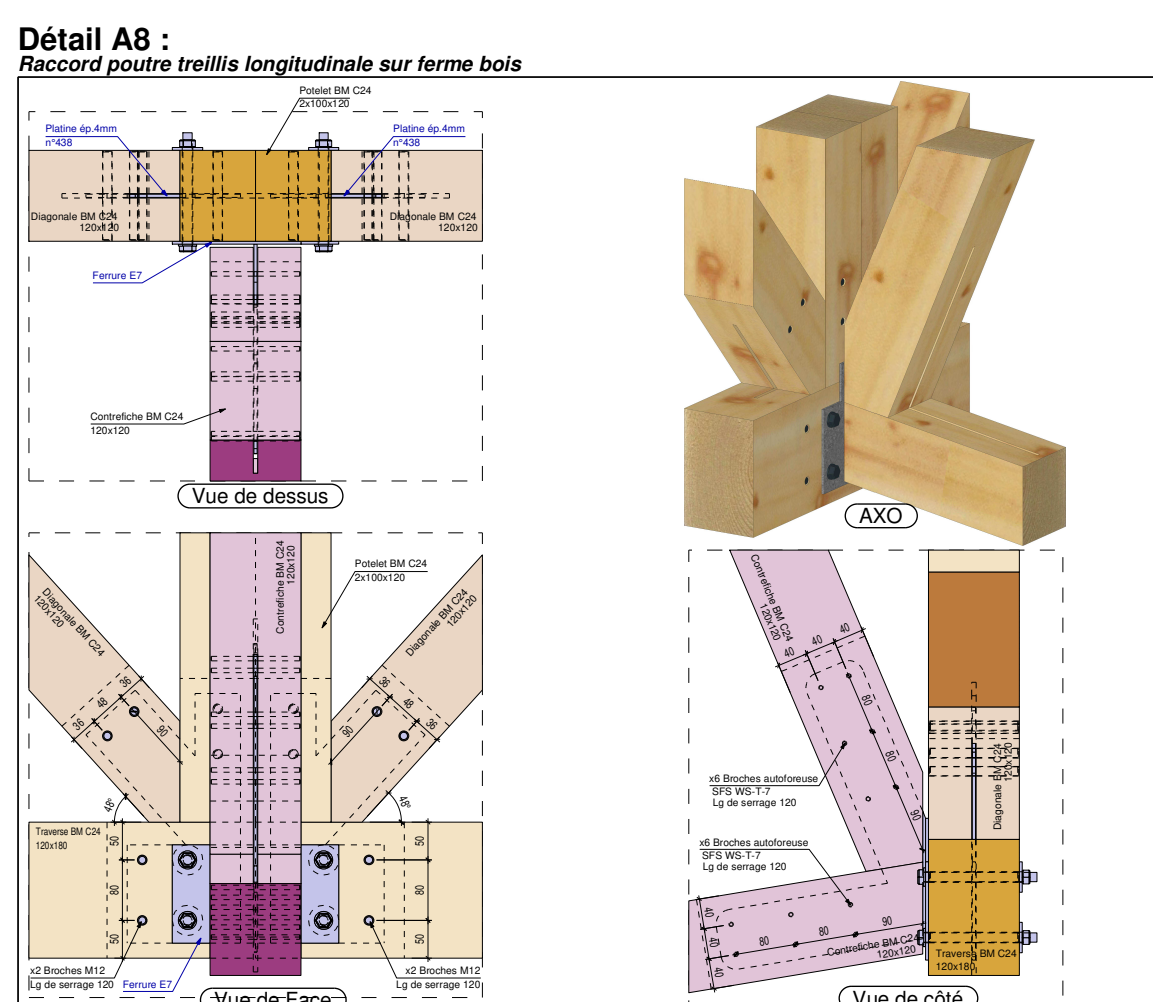 Détail A8 :
Raccord poutre treillis longitudinale sur ferme bois
Potelet BM C24
2x100x120
Platine ép.4mm
n°438
Platine ép.4mm
n°438
Diagonale BM C24
120x120
Diagonale BM C24
120x120
Ferrure E7
Contrefiche BM C24
120x120
Vue de dessus
AXO
Diagonale BM C24
120x120
Contrefiche BM C24
120x120
Potelet BM C24
2x100x120
Diagonale BM C24
120x120
36
48
36
90
36
48
36
90
48°
48°
Traverse BM C24
120x180
50
80
50
50
80
50
x2 Broches M12
Lg de serrage 120
Ferrure E7
x2 Broches M12
Lg de serrage 120
Vue de Face
Contrefiche BM C24
120x120
40
40
40
80
80
90
x6 Broches autoforeuse
SFS WS-T-7
Lg de serrage 120
Diagonale BM C24
120x120
x6 Broches autoforeuse
SFS WS-T-7
Lg de serrage 120
40
40
40
80
80
90
Contrefiche BM C24
120x120
Traverse BM C24
120x180
Vue de côté